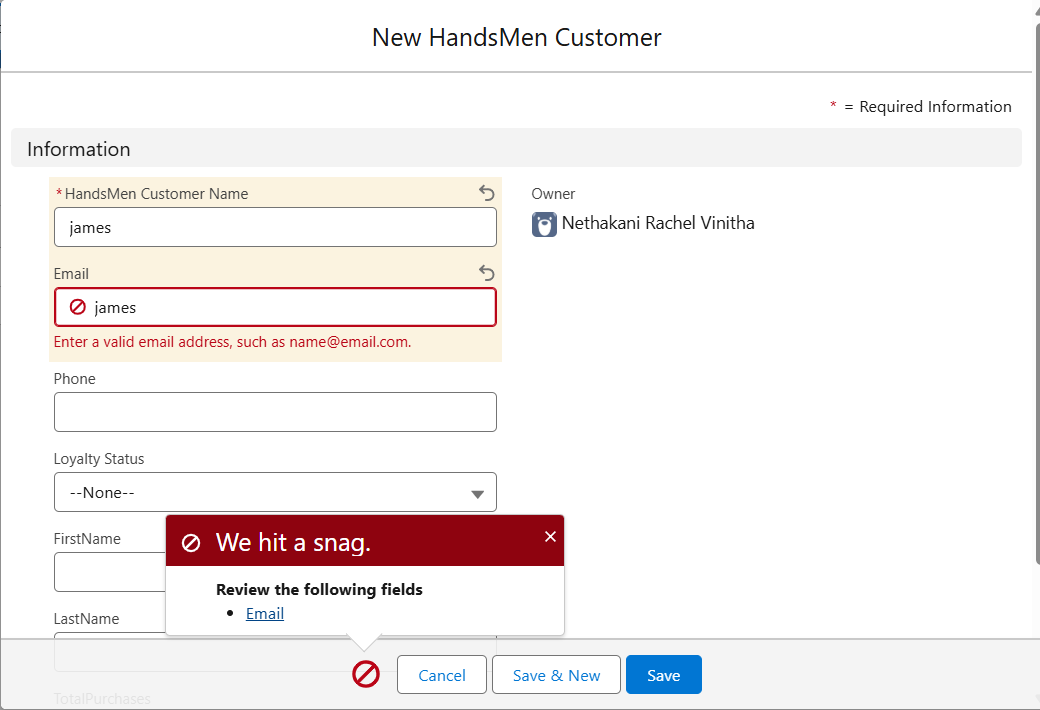 New HandsMen Customer
* = Required Information
Information
*HandsMen Customer Name
james
Owner
Nethakani Rachel Vinitha
Email
james
Enter a valid email address, such as name@email.com.
Phone
Loyalty Status
--None--
FirstName
We hit a snag.
Review the following fields
• Email
LastName
Cancel
Save & New
Save
TotalPurchases